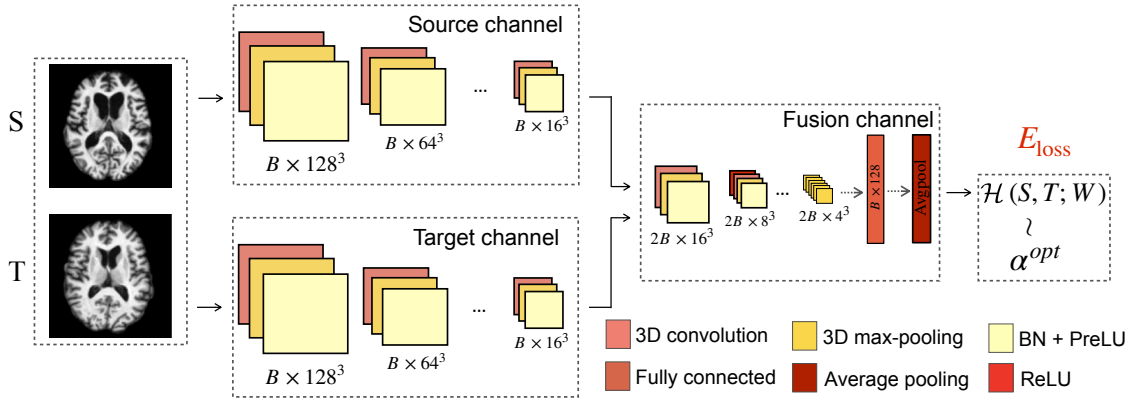 S
T
Source channel
B × 128³
B × 64³
...
B × 16³
Target channel
B × 128³
B × 64³
...
B × 16³
Fusion channel
2B × 16³
2B × 8³
...
2B × 4³
B × 128
Avgpool
E_loss
ℋ (S, T; W)
≀
α^opt
3D convolution
3D max-pooling
BN + PreLU
Fully connected
Average pooling
ReLU